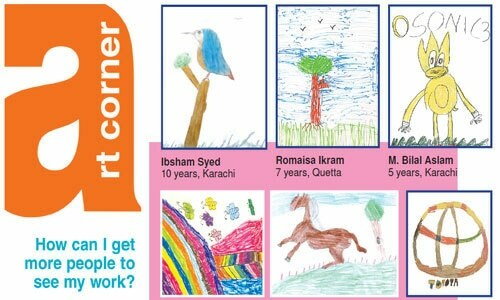 art corner
How can I get
more people to
see my work?
OSONIC3
Ibsham Syed
10 years, Karachi
Romaisa Ikram
7 years, Quetta
M. Bilal Aslam
5 years, Karachi